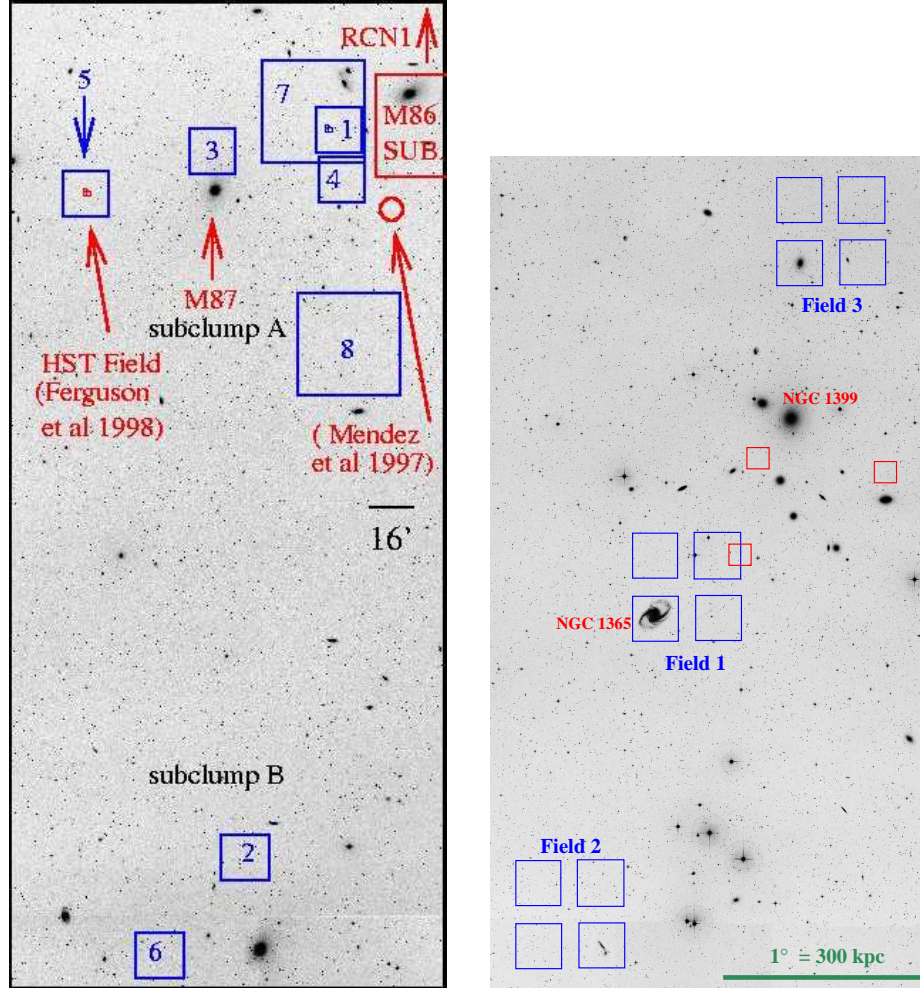 RCN1
5
7
M86
1
SUB.
3
4
M87
subclump A
8
HST Field
(Ferguson
et al 1998)
( Mendez
et al 1997)
16'
subclump B
2
6
Field 3
NGC 1399
NGC 1365
Field 1
Field 2
1° = 300 kpc